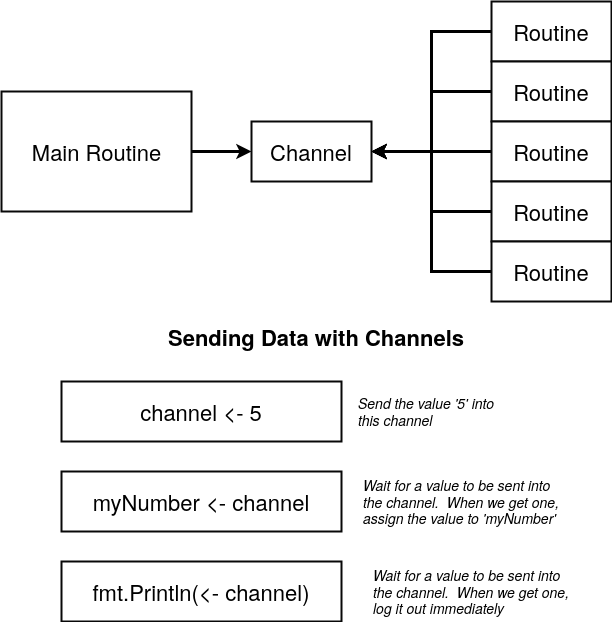 Routine
Routine
Main Routine
Channel
Routine
Routine
Routine
Sending Data with Channels
channel <- 5
Send the value '5' into
this channel
myNumber <- channel
Wait for a value to be sent into
the channel.  When we get one,
assign the value to 'myNumber'
fmt.Println(<- channel)
Wait for a value to be sent into
the channel.  When we get one,
log it out immediately